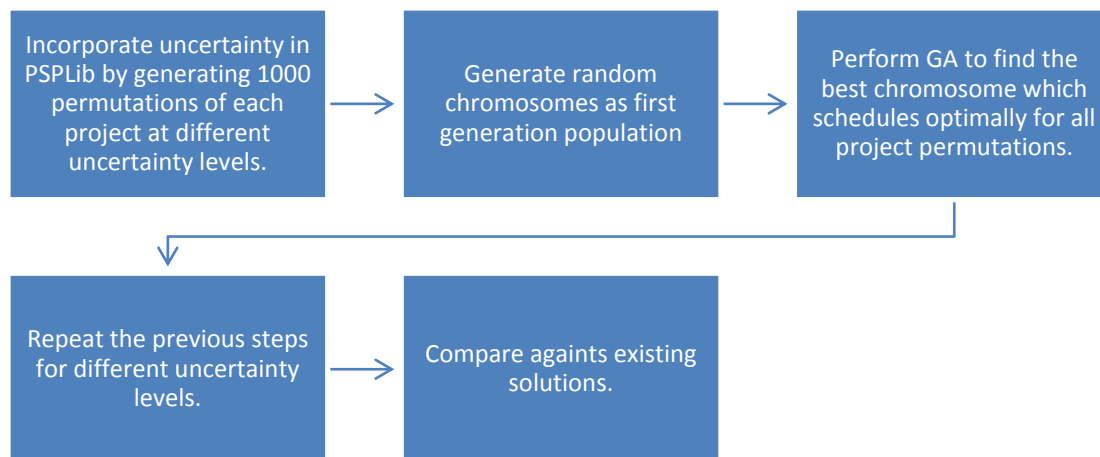 Incorporate uncertainty in
PSPLib by generating 1000
permutations of each
project at different
uncertainty levels.
Generate random
chromosomes as first
generation population
Perform GA to find the
best chromosome which
schedules optimally for all
project permutations.
Repeat the previous steps
for different uncertainty
levels.
Compare againts existing
solutions.